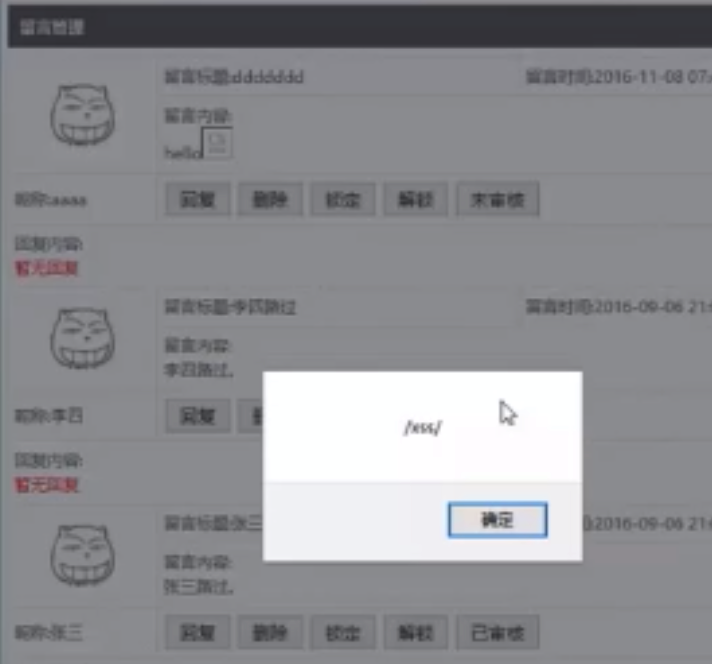 留言管理
留言标题:ddddddd
留言时间:2016-11-08 07:
留言内容:
hello
昵称:aaaa
回复 删除 锁定 解锁 未审核
回复内容:
暂无回复
留言标题:李四路过
留言时间:2016-09-06 21:
留言内容:
李四路过。
昵称:李四
回复
回复内容:
暂无回复
/xss/
确定
留言标题:张三
:2016-09-06 21:
留言内容:
张三路过。
昵称:张三
回复 删除 锁定 解锁 已审核